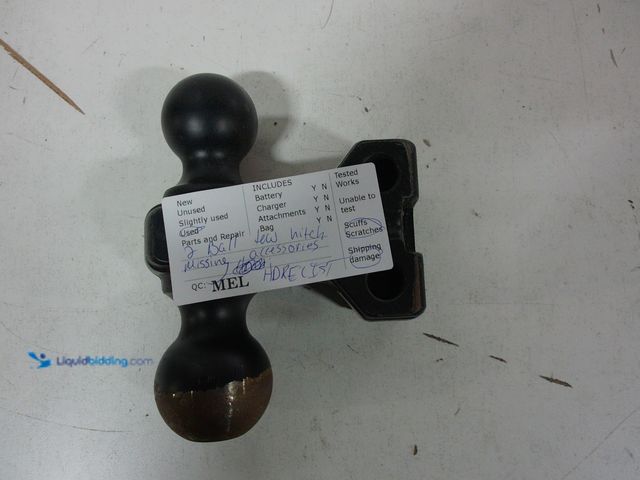 New
Unused
Slightly used
Used
Parts and Repair
INCLUDES
Battery Y N
Charger Y N
Attachments Y N
Bag Y N
Tested
Works
Unable to
test
Scuffs
Scratches
Shipping
damage
2 Ball tow hitch
missing accessories
HDRECIST
QC: MEL
Liquidbidding.com